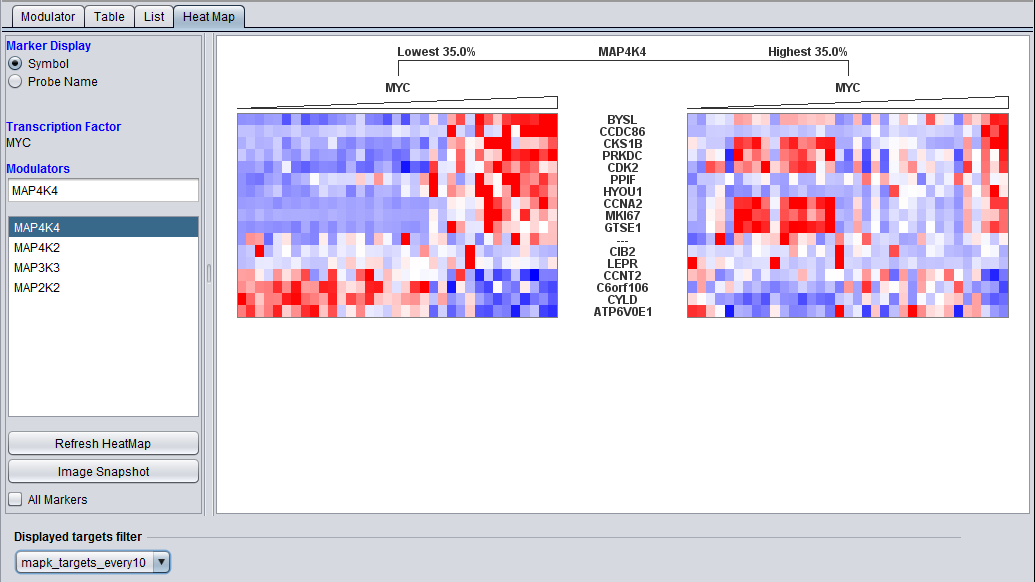 Modulator Table List Heat Map
Marker Display
Symbol
Probe Name
Transcription Factor
MYC
Modulators
MAP4K4
MAP4K4
MAP4K2
MAP3K3
MAP2K2
Refresh HeatMap
Image Snapshot
All Markers
Lowest 35.0% MAP4K4 Highest 35.0%
MYC MYC
BYSL
CCDC86
CKS1B
PRKDC
CDK2
PPIF
HYOU1
CCNA2
MKI67
GTSE1
---
CIB2
LEPR
CCNT2
C6orf106
CYLD
ATP6V0E1
Displayed targets filter
mapk_targets_every10